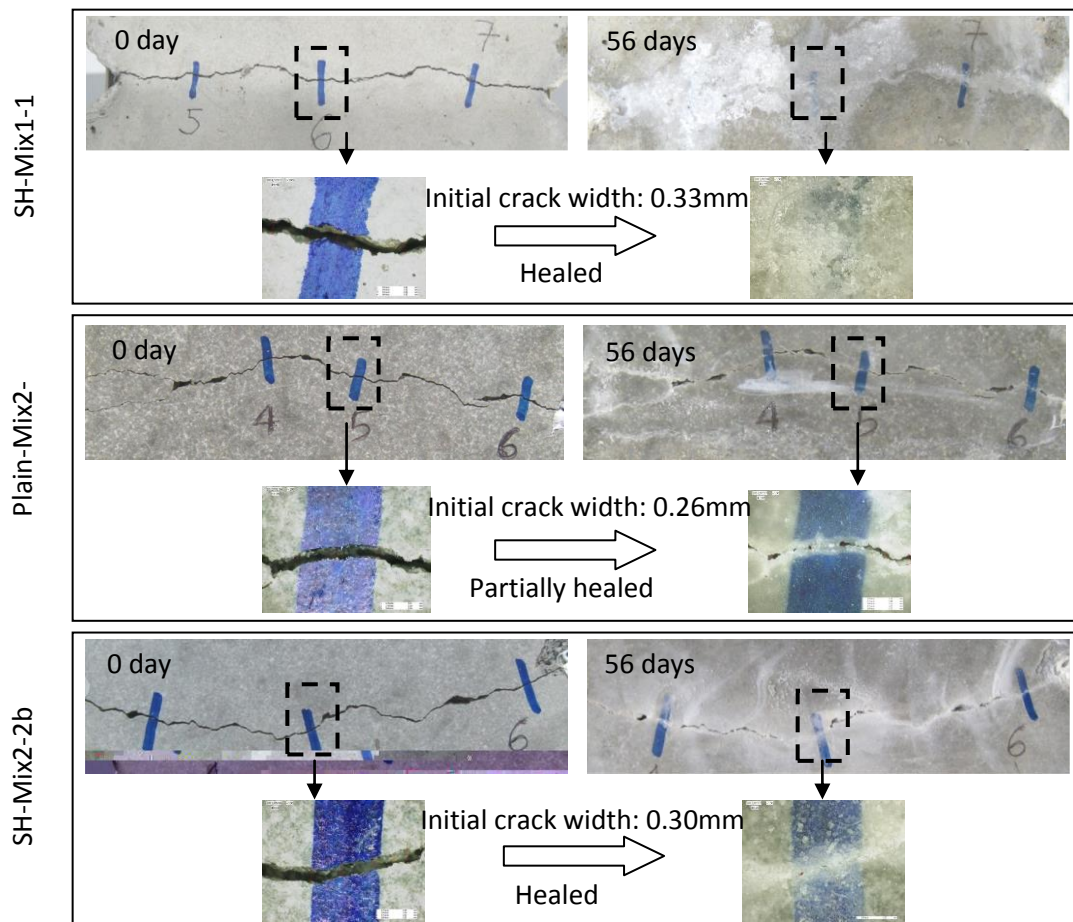 SH-Mix1-1
0 day
7
5
6
56 days
7
Initial crack width: 0.33mm
Healed
Plain-Mix2-
0 day
4
5
6
56 days
4
5
6
Initial crack width: 0.26mm
Partially healed
SH-Mix2-2b
0 day
6
56 days
6
Initial crack width: 0.30mm
Healed